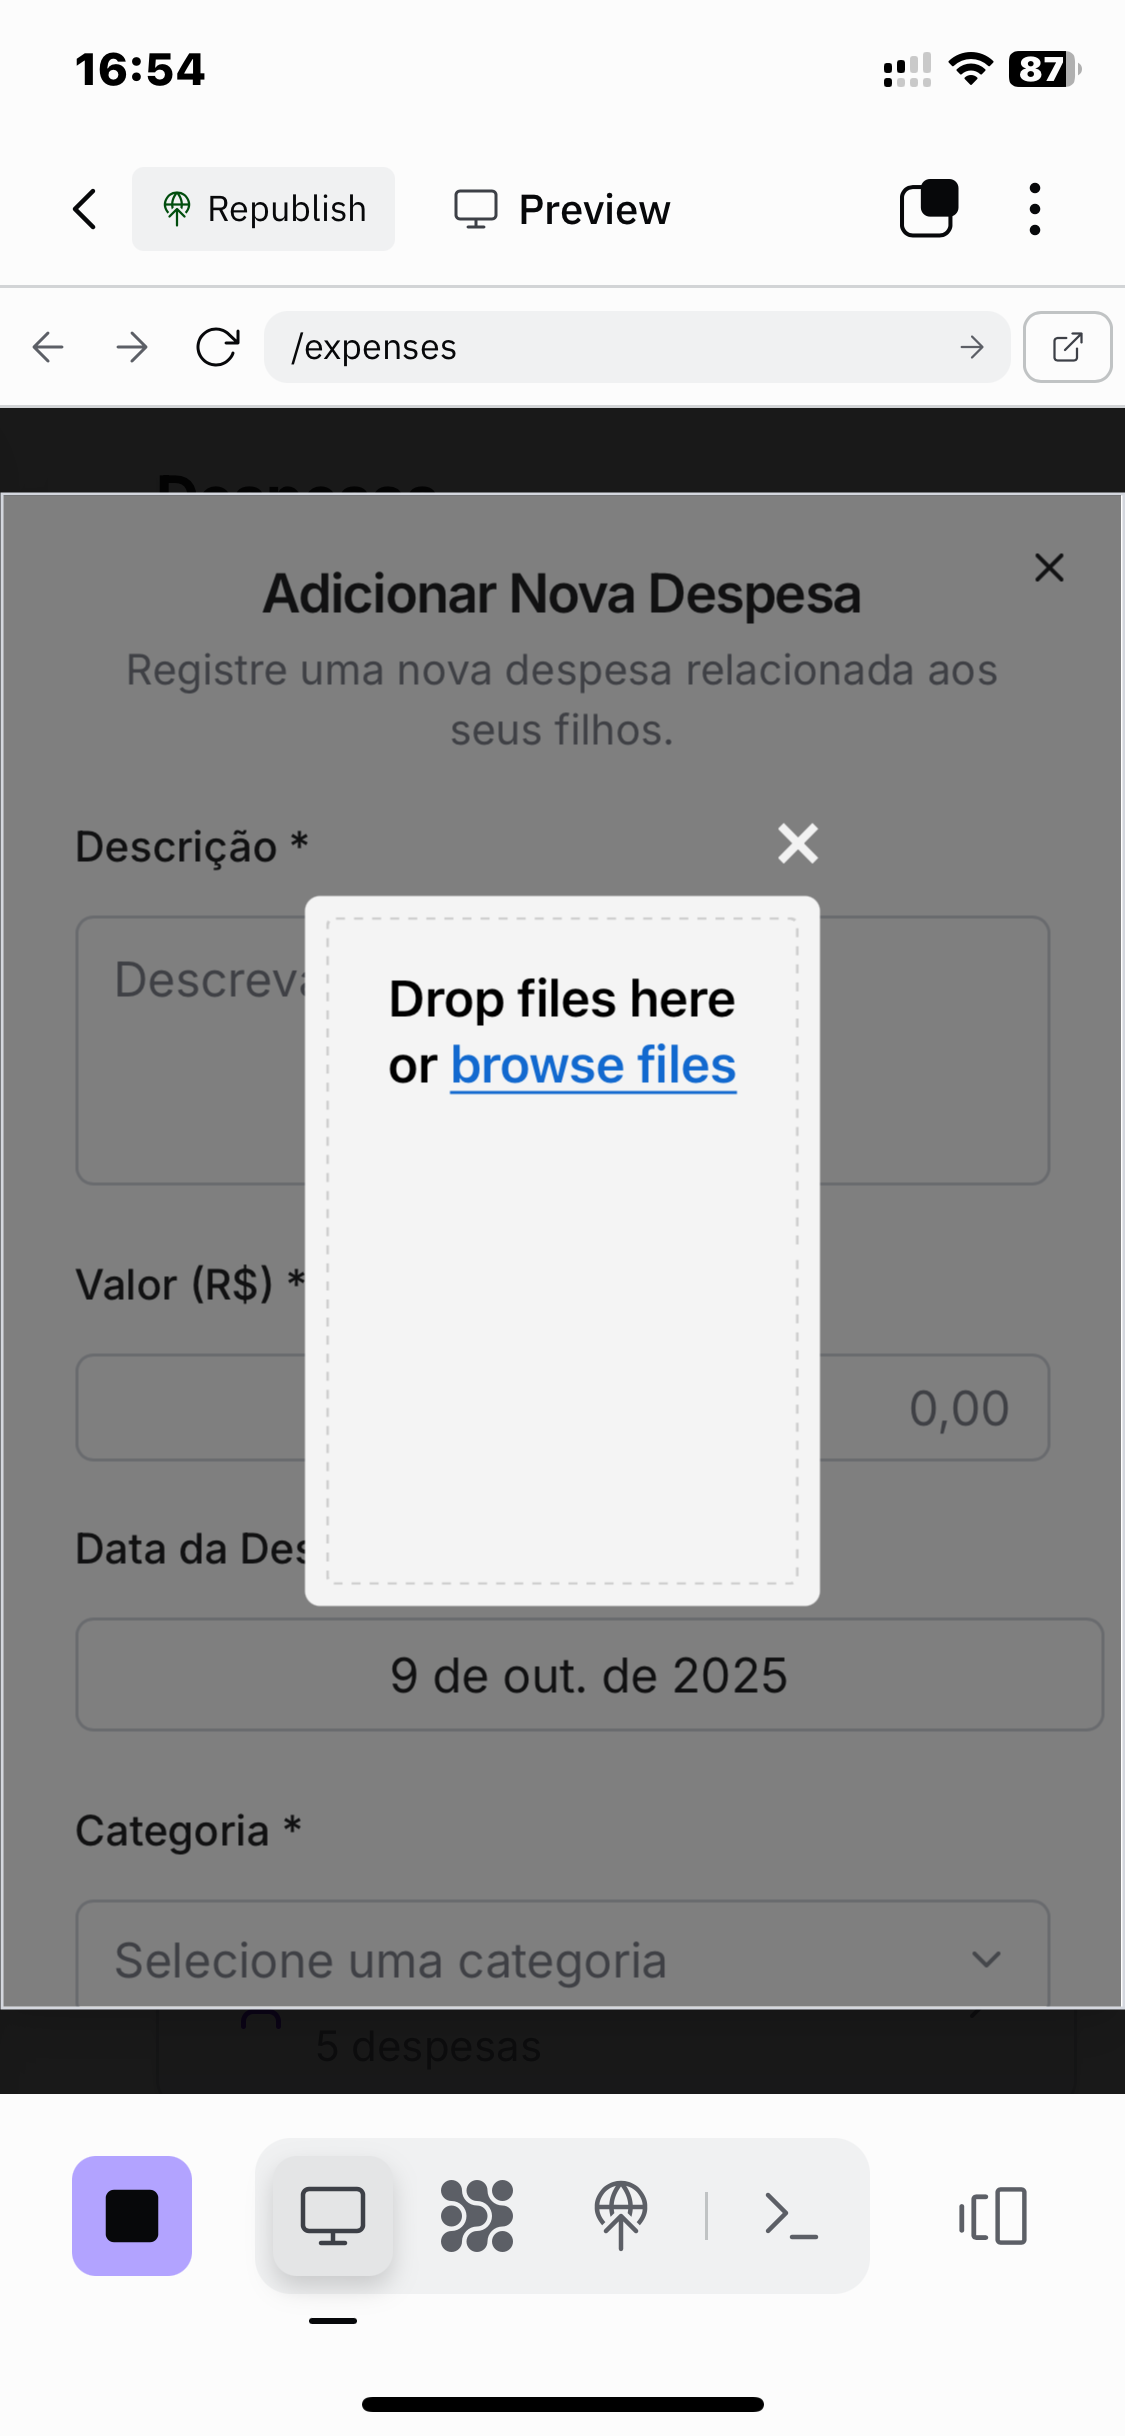 16:54
87
Republish
Preview
/expenses
Despesas
Adicionar Nova Despesa
Registre uma nova despesa relacionada aos
seus filhos.
Descrição *
Descreva
Drop files here
or browse files
Valor (R$) *
0,00
Data da Des
9 de out. de 2025
Categoria *
Selecione uma categoria
5 despesas